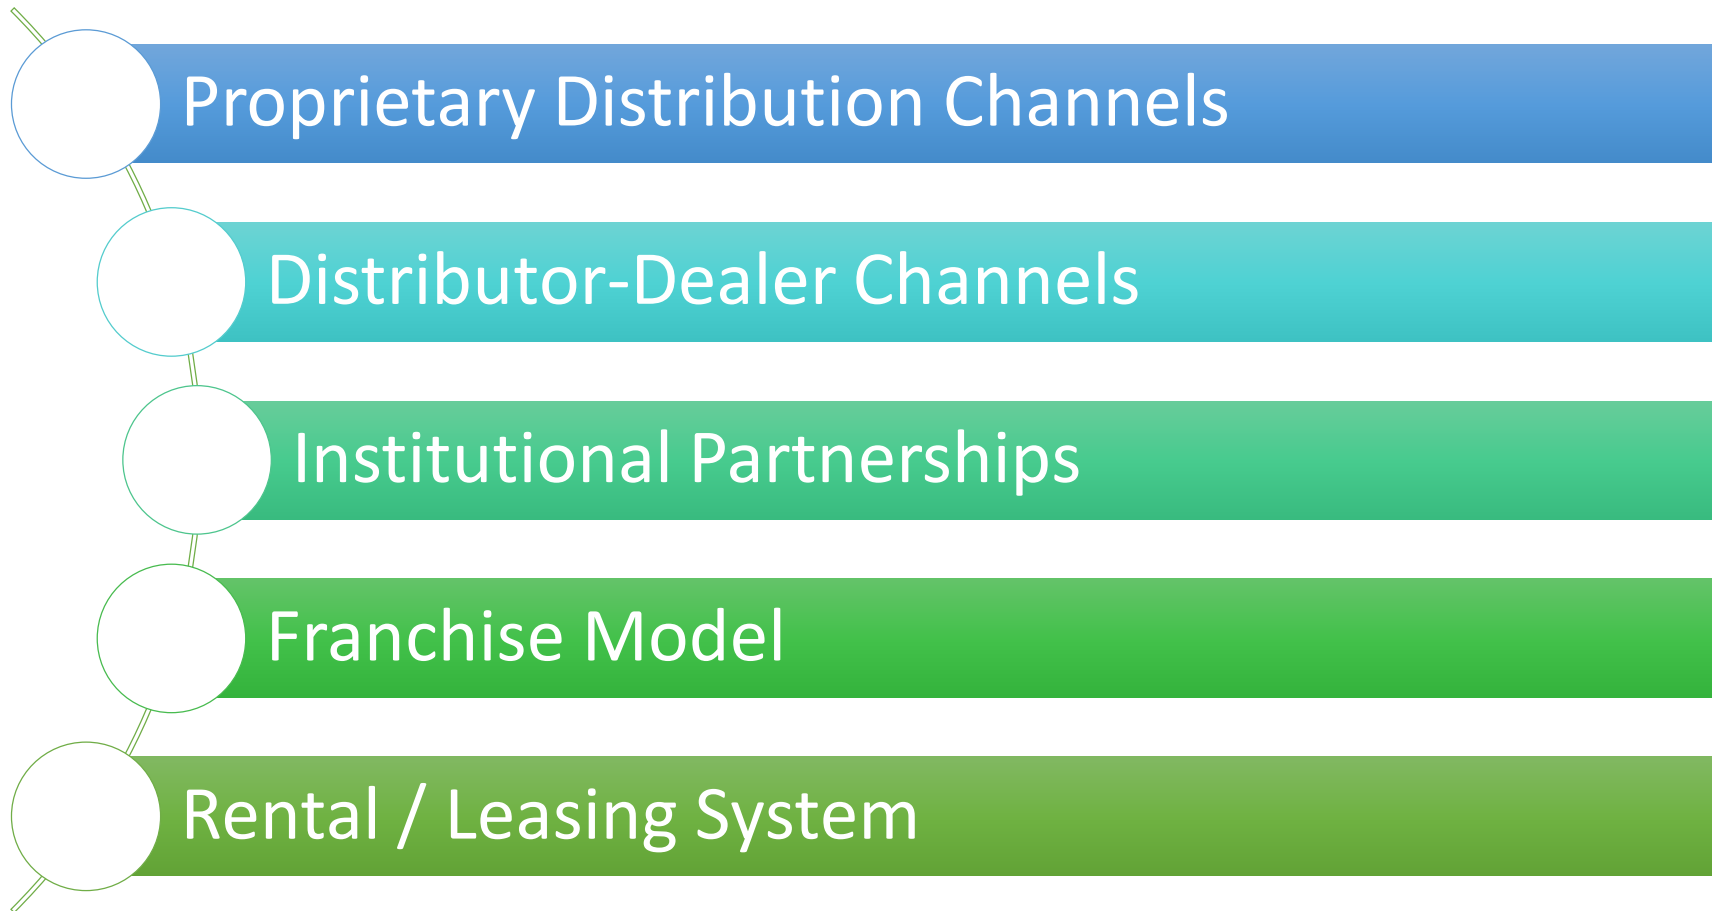 Proprietary Distribution Channels
Distributor-Dealer Channels
Institutional Partnerships
Franchise Model
Rental / Leasing System